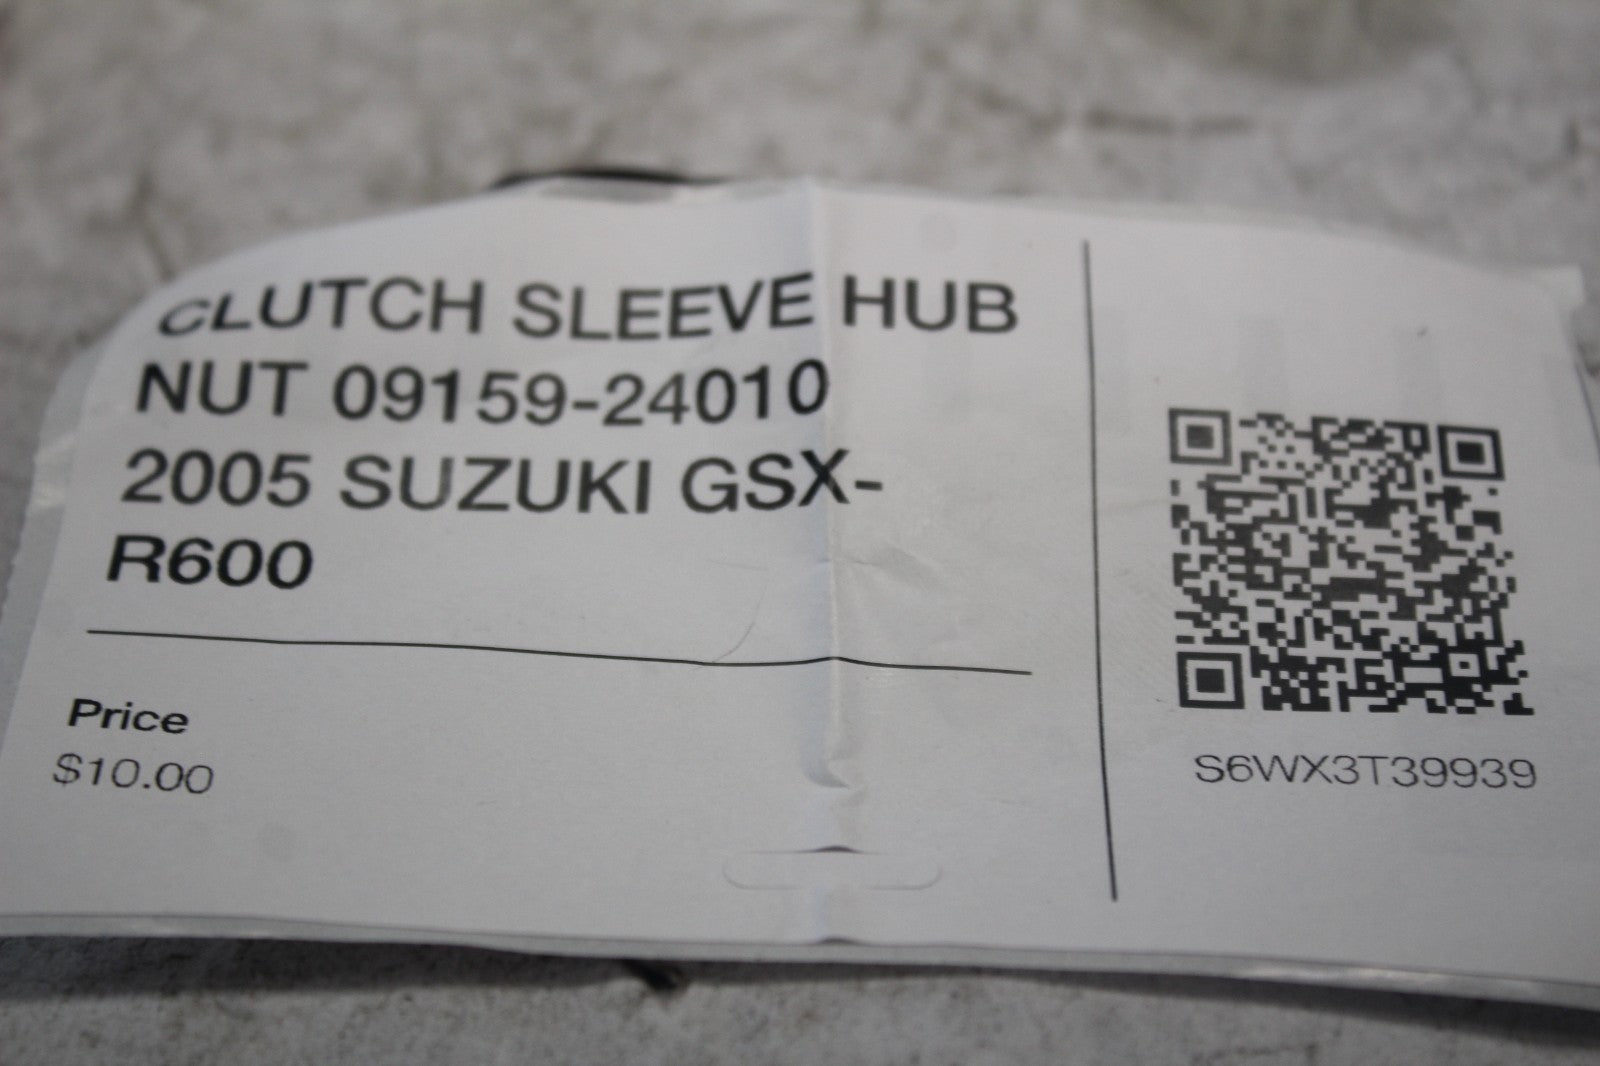 CLUTCH SLEEVE HUB
NUT 09159-24010
2005 SUZUKI GSX-
R600
Price
$10.00
S6WX3T39939